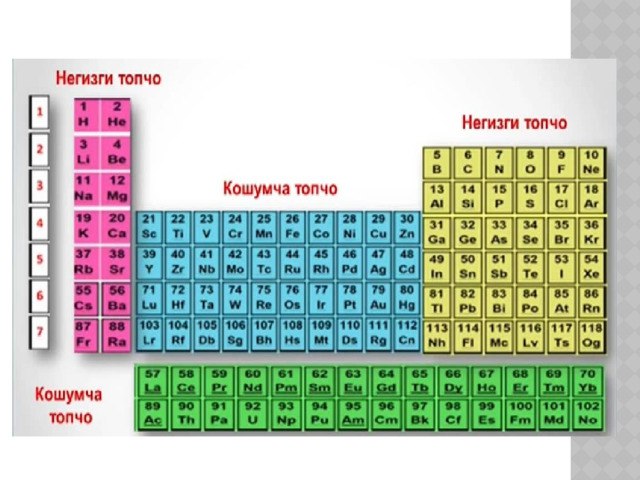 Негизги топчо
Негизги топчо
Кошумча топчо
1 2 3 4 5 6 7
1 2
H He
3 4
Li Be
11 12
Na Mg
19 20
K Ca
37 38
Rb Sr
55 56
Cs Ba
87 88
Fr Ra
21 22 23 24 25 26 27 28 29 30
Sc Ti V Cr Mn Fe Co Ni Cu Zn
39 40 41 42 43 44 45 46 47 48
Y Zr Nb Mo Tc Ru Rh Pd Ag Cd
71 72 73 74 75 76 77 78 79 80
Lu Hf Ta W Re Os Ir Pt Au Hg
103 104 105 106 107 108 109 110 111 112
Lr Rf Db Sg Bh Hs Mt Ds Rg Cn
5 6 7 8 9 10
B C N O F Ne
13 14 15 16 17 18
Al Si P S Cl Ar
31 32 33 34 35 36
Ga Ge As Se Br Kr
49 50 51 52 53 54
In Sn Sb Te I Xe
81 82 83 84 85 86
Tl Pb Bi Po At Rn
113 114 115 116 117 118
Nh Fl Mc Lv Ts Og
Кошумча
топчо
57 58 59 60 61 62 63 64 65 66 67 68 69 70
La Ce Pr Nd Pm Sm Eu Gd Tb Dy Ho Er Tm Yb
89 90 91 92 93 94 95 96 97 98 99 100 101 102
Ac Th Pa U Np Pu Am Cm Bk Cf Es Fm Md No